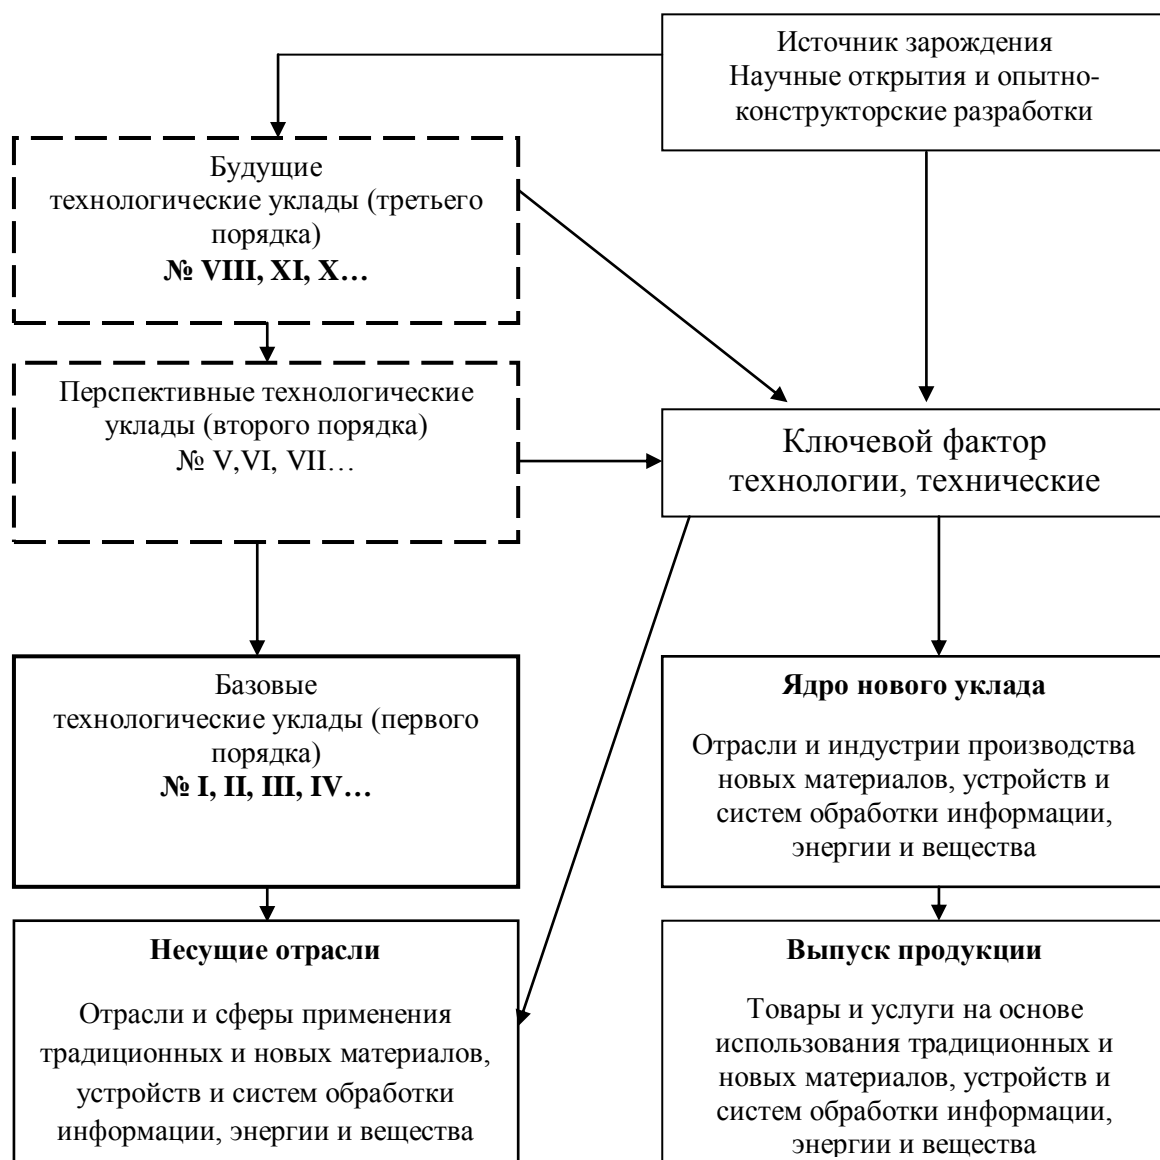 Источник зарождения
Научные открытия и опытно-
конструкторские разработки
Будущие
технологические уклады (третьего
порядка)
№ VIII, XI, X…
Перспективные технологические
уклады (второго порядка)
№ V,VI, VII…
Ключевой фактор
технологии, технические
Базовые
технологические уклады (первого
порядка)
№ I, II, III, IV…
Ядро нового уклада
Отрасли и индустрии производства
новых материалов, устройств и
систем обработки информации,
энергии и вещества
Несущие отрасли
Отрасли и сферы применения
традиционных и новых материалов,
устройств и систем обработки
информации, энергии и вещества
Выпуск продукции
Товары и услуги на основе
использования традиционных и
новых материалов, устройств и
систем обработки информации,
энергии и вещества